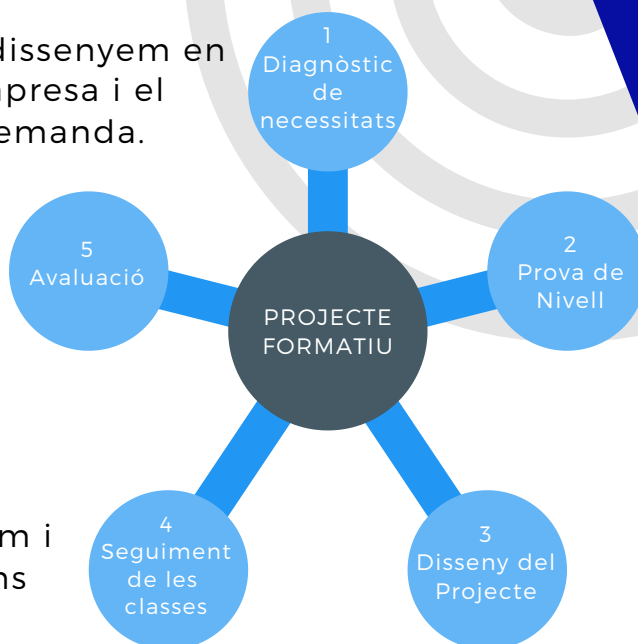 dissenyem en
presa i el
emanda.
1
Diagnòstic
de
necessitats
2
Prova de
Nivell
5
Avaluació
PROJECTE
FORMATIU
4
Seguiment
de les
classes
3
Disseny del
Projecte
m i
ns